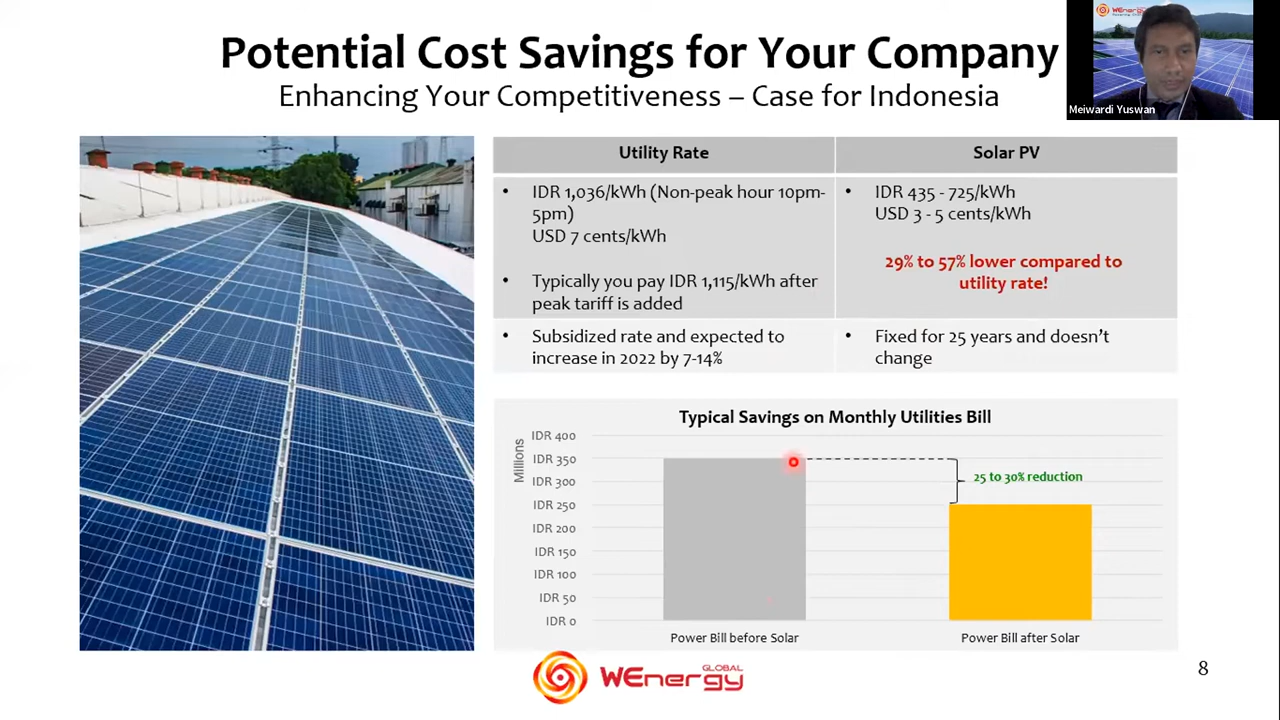 Potential Cost Savings for Your Company
Enhancing Your Competitiveness – Case for Indonesia
WEnergy
Meiwardi Yuswan
Utility Rate
Solar PV
• IDR 1,036/kWh (Non-peak hour 10pm-
5pm)
USD 7 cents/kWh
• Typically you pay IDR 1,115/kWh after
peak tariff is added
• IDR 435 - 725/kWh
USD 3 - 5 cents/kWh
29% to 57% lower compared to
utility rate!
• Subsidized rate and expected to
increase in 2022 by 7-14%
• Fixed for 25 years and doesn't
change
Typical Savings on Monthly Utilities Bill
Millions
IDR 400
IDR 350
IDR 300
IDR 250
IDR 200
IDR 150
IDR 100
IDR 50
IDR 0
25 to 30% reduction
Power Bill before Solar
Power Bill after Solar
GLOBAL
WEnergy
8